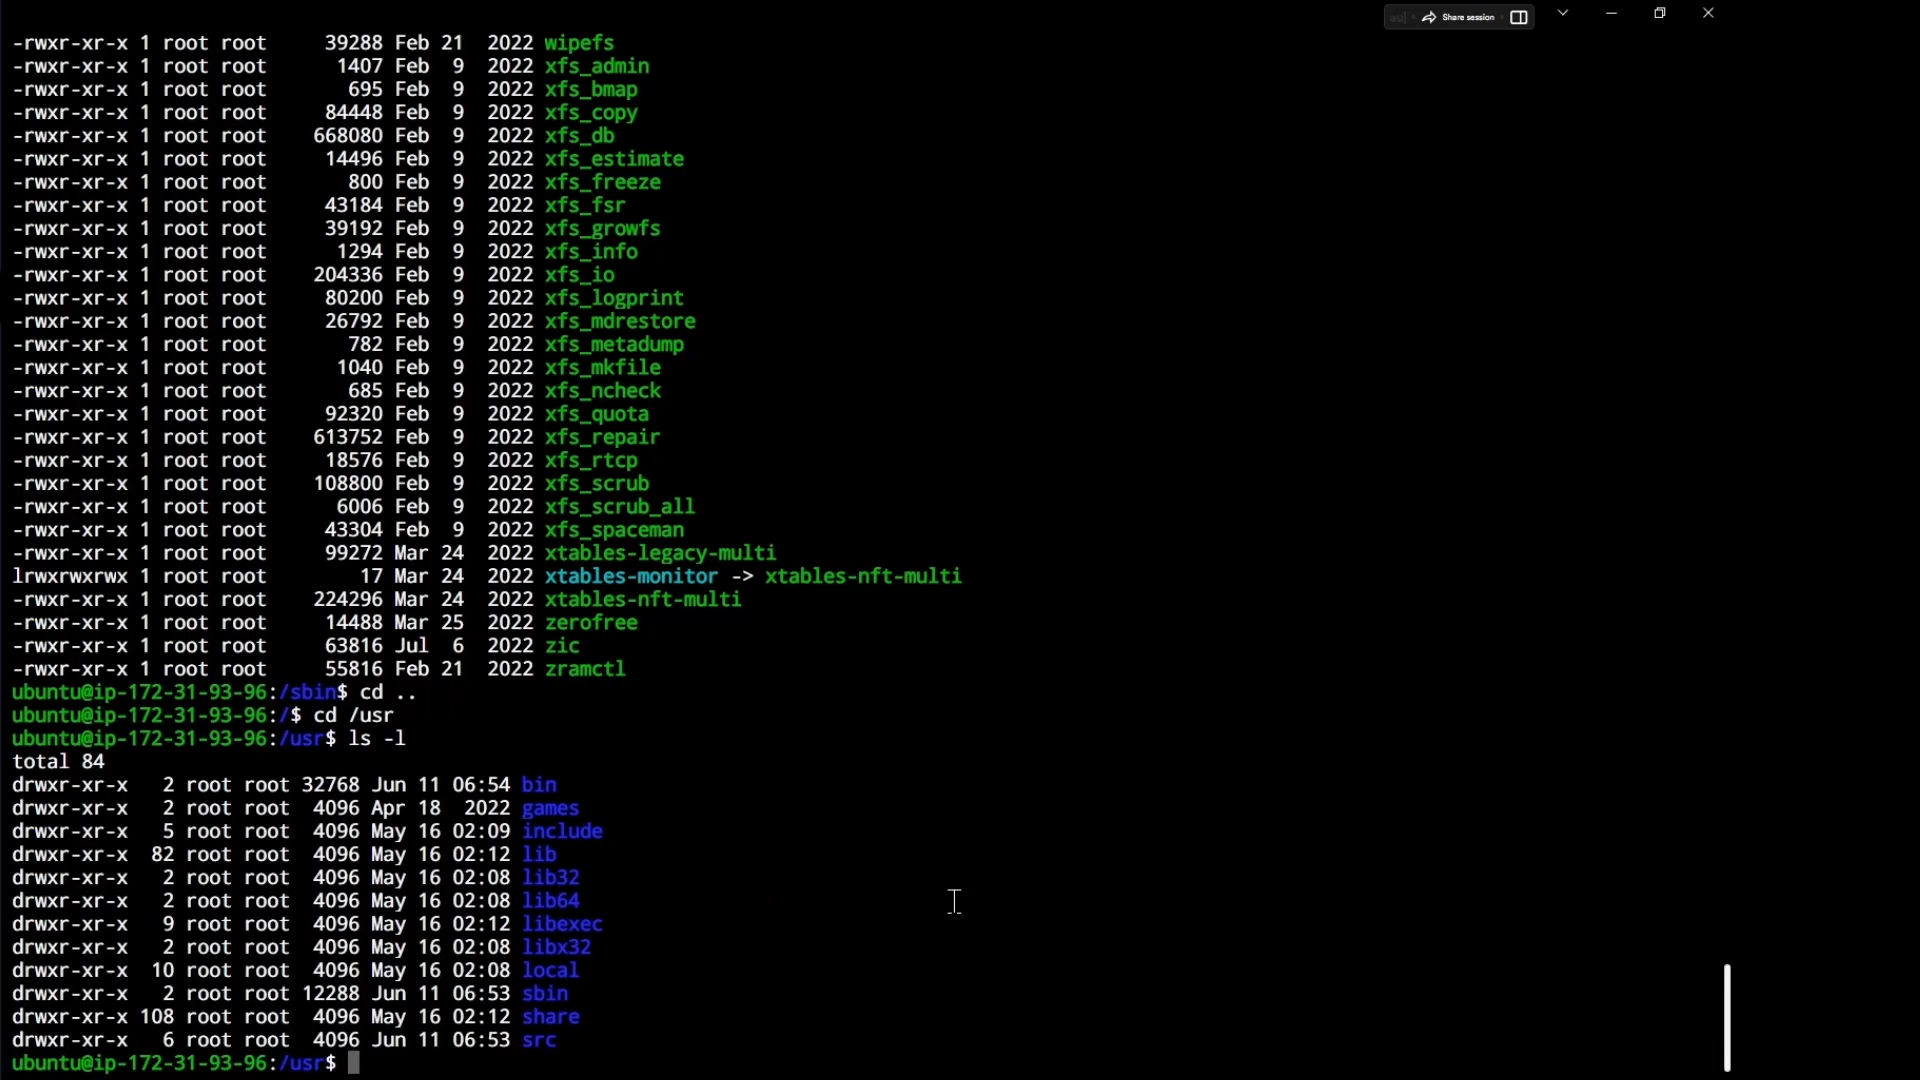 Share session
-rwxr-xr-x 1 root root     39288 Feb 21  2022 wipefs
-rwxr-xr-x 1 root root      1407 Feb  9  2022 xfs_admin
-rwxr-xr-x 1 root root       695 Feb  9  2022 xfs_bmap
-rwxr-xr-x 1 root root     84448 Feb  9  2022 xfs_copy
-rwxr-xr-x 1 root root    668080 Feb  9  2022 xfs_db
-rwxr-xr-x 1 root root     14496 Feb  9  2022 xfs_estimate
-rwxr-xr-x 1 root root       800 Feb  9  2022 xfs_freeze
-rwxr-xr-x 1 root root     43184 Feb  9  2022 xfs_fsr
-rwxr-xr-x 1 root root     39192 Feb  9  2022 xfs_growfs
-rwxr-xr-x 1 root root      1294 Feb  9  2022 xfs_info
-rwxr-xr-x 1 root root    204336 Feb  9  2022 xfs_io
-rwxr-xr-x 1 root root     80200 Feb  9  2022 xfs_logprint
-rwxr-xr-x 1 root root     26792 Feb  9  2022 xfs_mdrestore
-rwxr-xr-x 1 root root       782 Feb  9  2022 xfs_metadump
-rwxr-xr-x 1 root root      1040 Feb  9  2022 xfs_mkfile
-rwxr-xr-x 1 root root       685 Feb  9  2022 xfs_ncheck
-rwxr-xr-x 1 root root     92320 Feb  9  2022 xfs_quota
-rwxr-xr-x 1 root root    613752 Feb  9  2022 xfs_repair
-rwxr-xr-x 1 root root     18576 Feb  9  2022 xfs_rtcp
-rwxr-xr-x 1 root root    108800 Feb  9  2022 xfs_scrub
-rwxr-xr-x 1 root root      6006 Feb  9  2022 xfs_scrub_all
-rwxr-xr-x 1 root root     43304 Feb  9  2022 xfs_spaceman
-rwxr-xr-x 1 root root     99272 Mar 24  2022 xtables-legacy-multi
lrwxrwxrwx 1 root root        17 Mar 24  2022 xtables-monitor -> xtables-nft-multi
-rwxr-xr-x 1 root root    224296 Mar 24  2022 xtables-nft-multi
-rwxr-xr-x 1 root root     14488 Mar 25  2022 zerofree
-rwxr-xr-x 1 root root     63816 Jul  6  2022 zic
-rwxr-xr-x 1 root root     55816 Feb 21  2022 zramctl
ubuntu@ip-172-31-93-96:/sbin$ cd ..
ubuntu@ip-172-31-93-96:/$ cd /usr
ubuntu@ip-172-31-93-96:/usr$ ls -l
total 84
drwxr-xr-x   2 root root 32768 Jun 11 06:54 bin
drwxr-xr-x   2 root root  4096 Apr 18  2022 games
drwxr-xr-x   5 root root  4096 May 16 02:09 include
drwxr-xr-x  82 root root  4096 May 16 02:12 lib
drwxr-xr-x   2 root root  4096 May 16 02:08 lib32
drwxr-xr-x   2 root root  4096 May 16 02:08 lib64
drwxr-xr-x   9 root root  4096 May 16 02:12 libexec
drwxr-xr-x   2 root root  4096 May 16 02:08 libx32
drwxr-xr-x  10 root root  4096 May 16 02:08 local
drwxr-xr-x   2 root root 12288 Jun 11 06:53 sbin
drwxr-xr-x 108 root root  4096 May 16 02:12 share
drwxr-xr-x   6 root root  4096 Jun 11 06:53 src
ubuntu@ip-172-31-93-96:/usr$